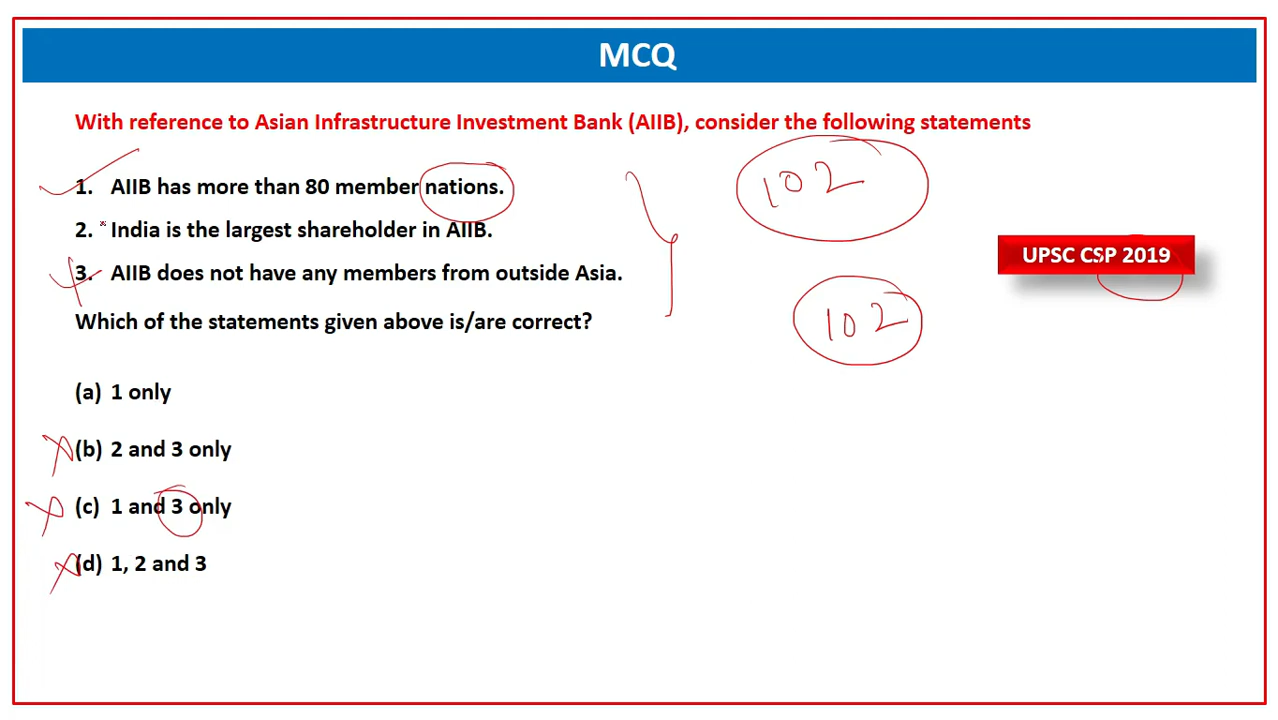 MCQ
With reference to Asian Infrastructure Investment Bank (AIIB), consider the following statements
1. AIIB has more than 80 member nations.
102
2. India is the largest shareholder in AIIB.
UPSC CSP 2019
3. AIIB does not have any members from outside Asia.
Which of the statements given above is/are correct?
102
(a) 1 only
(b) 2 and 3 only
(c) 1 and 3 only
(d) 1, 2 and 3